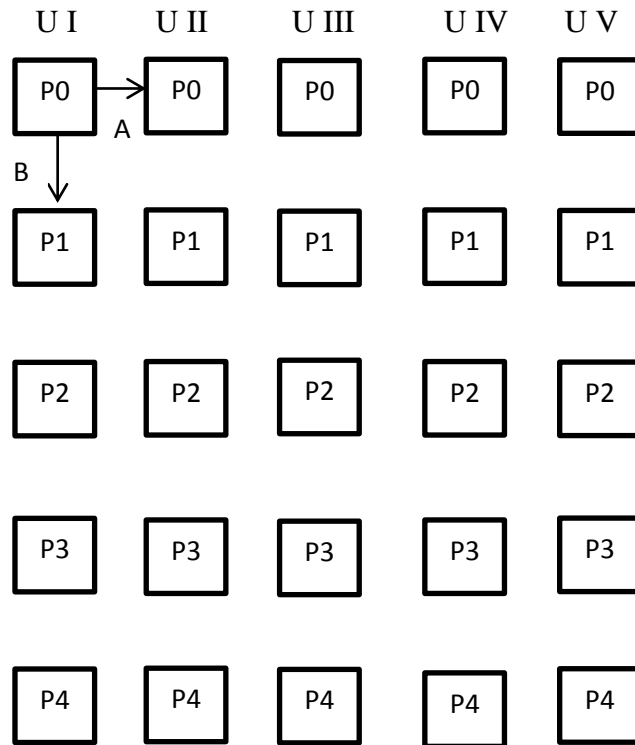 U I U II U III U IV U V
P0 P0 P0 P0 P0
A
B
P1 P1 P1 P1 P1
P2 P2 P2 P2 P2
P3 P3 P3 P3 P3
P4 P4 P4 P4 P4